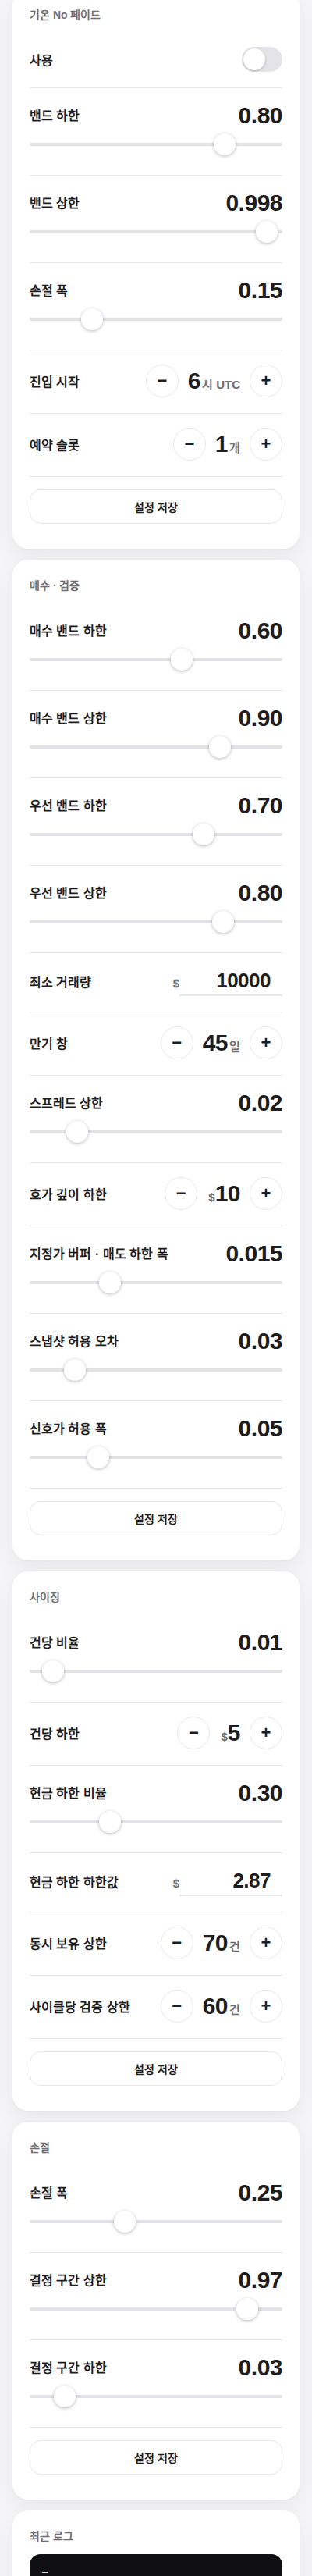 기온 No 페이드
사용
밴드 하한 0.80
밴드 상한 0.998
손절 폭 0.15
진입 시작 − 6시 UTC +
예약 슬롯 − 1개 +
설정 저장
매수 · 검증
매수 밴드 하한 0.60
매수 밴드 상한 0.90
우선 밴드 하한 0.70
우선 밴드 상한 0.80
최소 거래량 $ 10000
만기 창 − 45일 +
스프레드 상한 0.02
호가 깊이 하한 − $10 +
지정가 버퍼 · 매도 하한 폭 0.015
스냅샷 허용 오차 0.03
신호가 허용 폭 0.05
설정 저장
사이징
건당 비율 0.01
건당 하한 − $5 +
현금 하한 비율 0.30
현금 하한 하한값 $ 2.87
동시 보유 상한 − 70건 +
사이클당 검증 상한 − 60건 +
설정 저장
손절
손절 폭 0.25
결정 구간 상한 0.97
결정 구간 하한 0.03
설정 저장
최근 로그
–